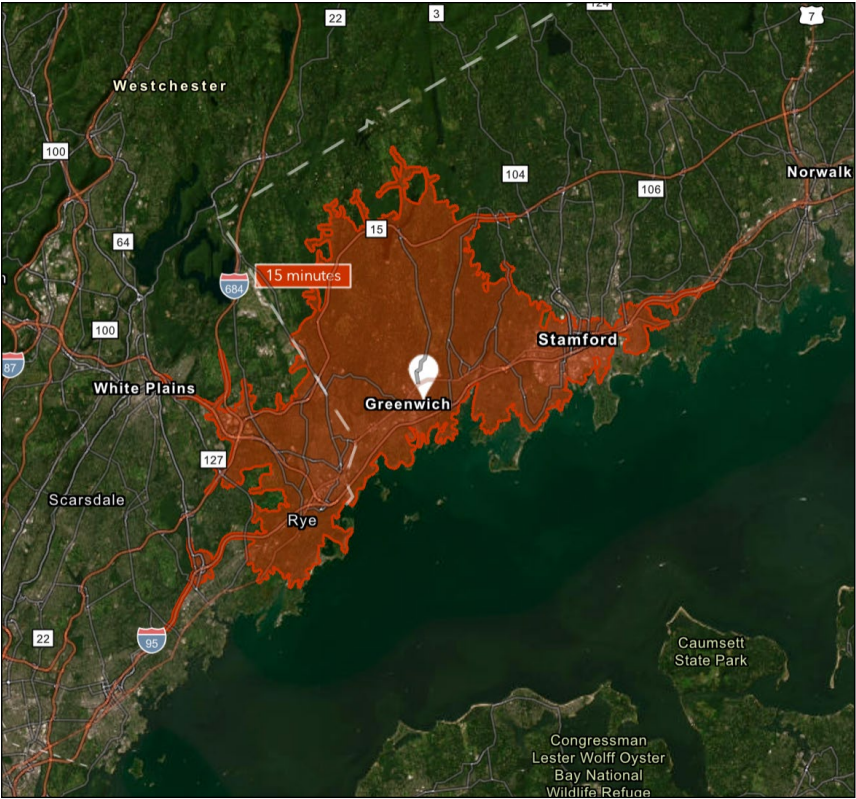 22
3
124
7
Westchester
100
104
Norwalk
106
15
64
15 minutes
684
100
Stamford
87
White Plains
Greenwich
127
Scarsdale
Rye
22
95
Caumsett
State Park
Congressman
Lester Wolff Oyster
Bay National
Wildlife Refuge